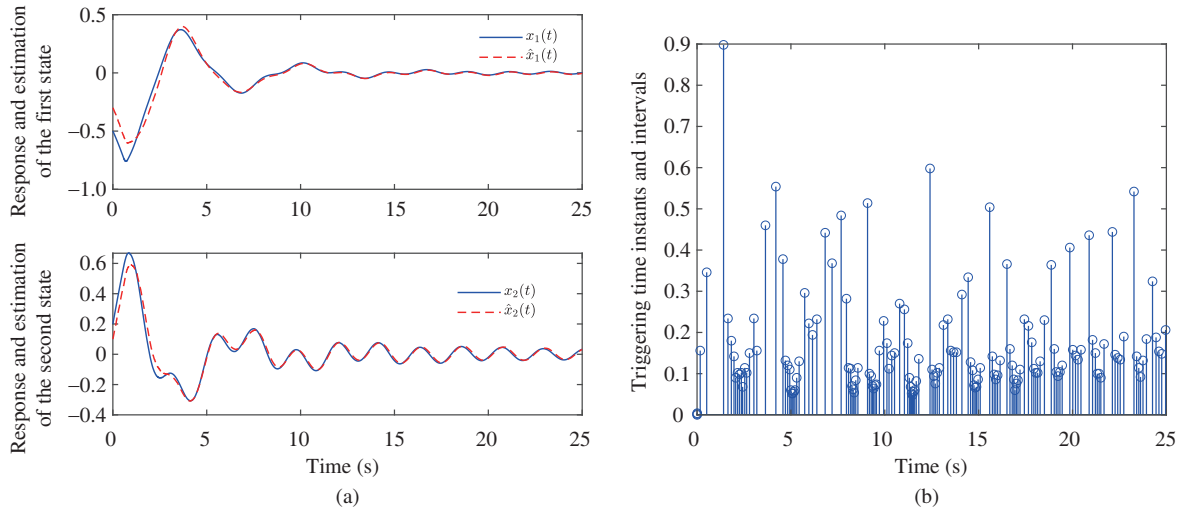 Response and estimation
of the first state
0.5
0
−0.5
−1.0
x₁(t)
x̂₁(t)
0
5
10
15
20
25
Response and estimation
of the second state
0.6
0.4
0.2
0
−0.2
−0.4
x₂(t)
x̂₂(t)
0
5
10
15
20
25
Time (s)
(a)
Triggering time instants and intervals
0.9
0.8
0.7
0.6
0.5
0.4
0.3
0.2
0.1
0
0
5
10
15
20
25
Time (s)
(b)